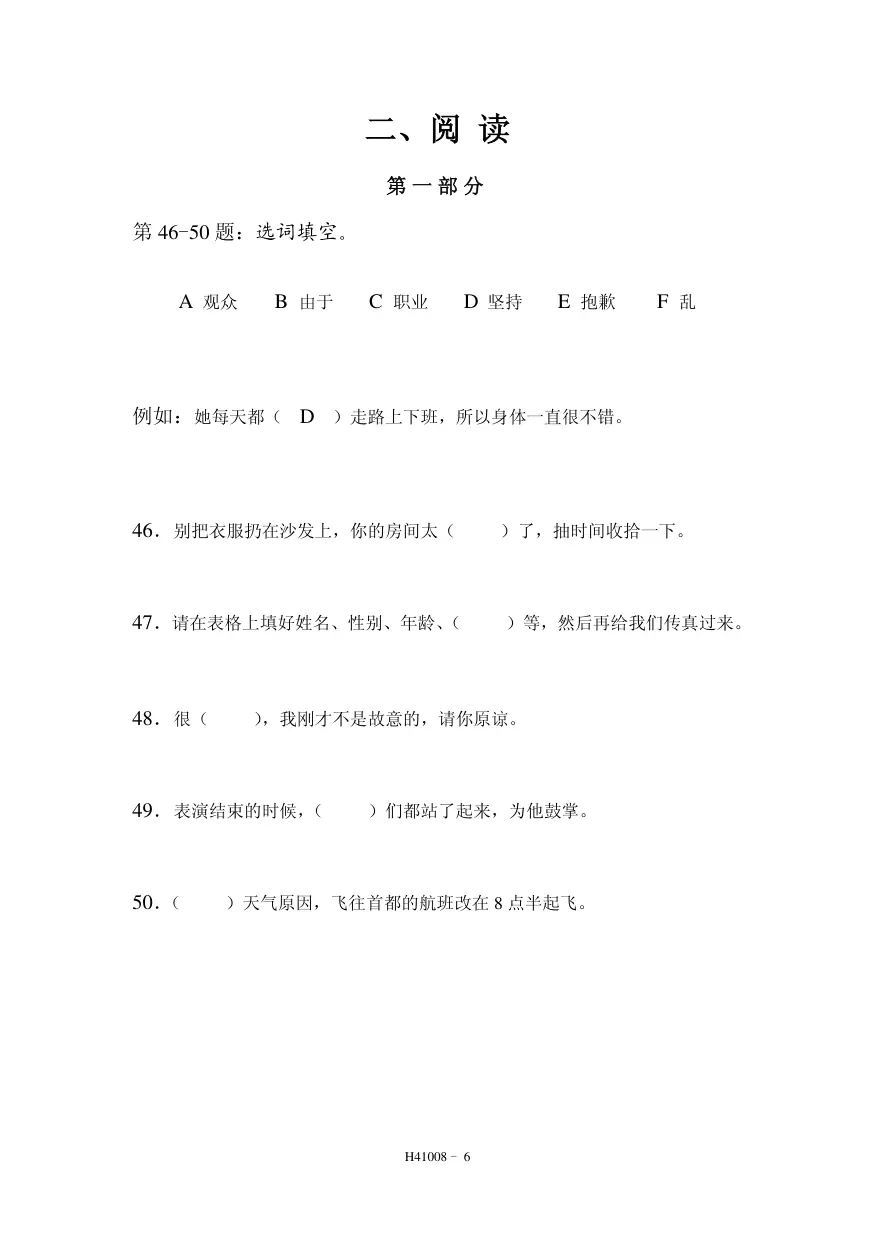 二、阅 读
第 一 部 分
第 46-50 题：选词填空。
A 观众 B 由于 C 职业 D 坚持 E 抱歉 F 乱
例如：她每天都（ D ）走路上下班，所以身体一直很不错。
46．别把衣服扔在沙发上，你的房间太（ ）了，抽时间收拾一下。
47．请在表格上填好姓名、性别、年龄、（ ）等，然后再给我们传真过来。
48．很（ ），我刚才不是故意的，请你原谅。
49．表演结束的时候，（ ）们都站了起来，为他鼓掌。
50．（ ）天气原因，飞往首都的航班改在 8 点半起飞。
H41008 - 6